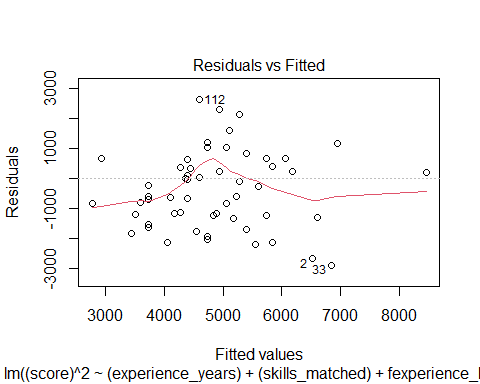 Residuals vs Fitted
Residuals
3000
1000
-1000
-3000
112
2
33
3000 4000 5000 6000 7000 8000
Fitted values
lm((score)^2 ~ (experience_years) + (skills_matched) + fexperience_l